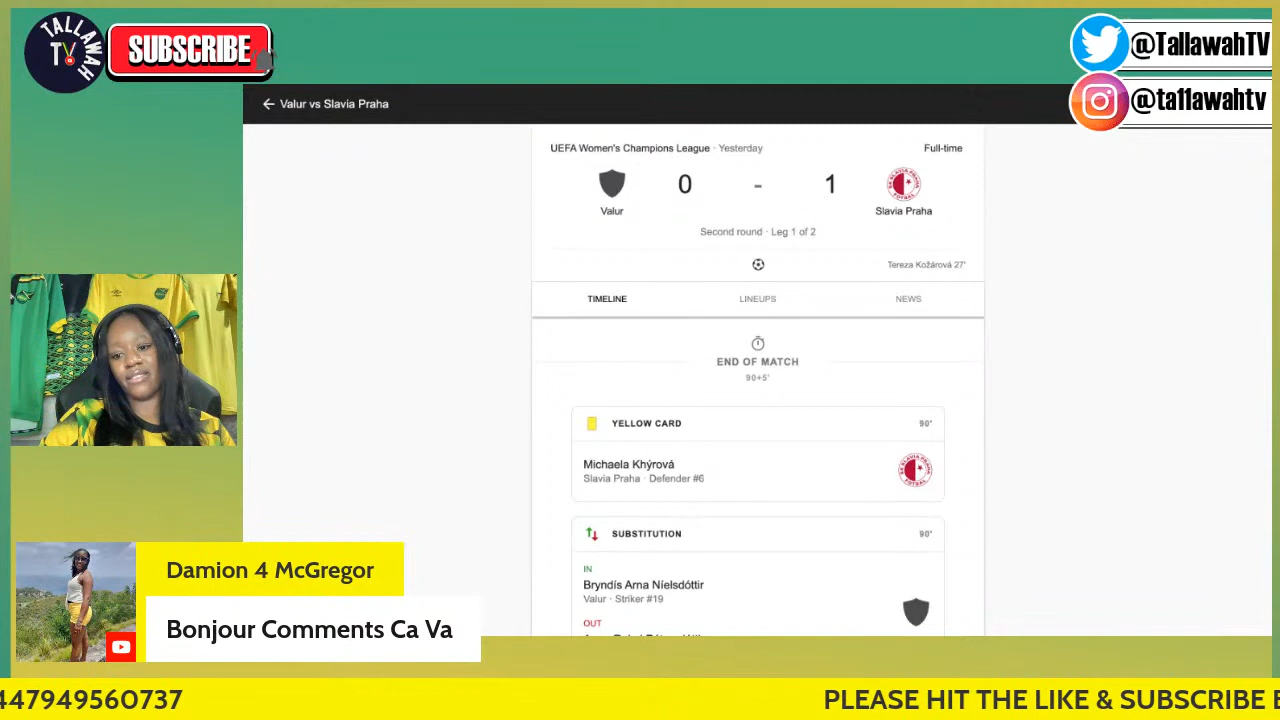 TALLAWAH
TV
SUBSCRIBE
@TallawahTV
@ta11awahtv
Valur vs Slavia Praha
UEFA Women's Champions League · Yesterday
Full-time
0 - 1
Valur
Slavia Praha
Second round · Leg 1 of 2
Tereza Kožárová 27'
TIMELINE
LINEUPS
NEWS
END OF MATCH
90+5'
YELLOW CARD
90'
Michaela Khýrová
Slavia Praha · Defender #6
SUBSTITUTION
90'
IN
Bryndís Arna Níelsdóttir
Valur · Striker #19
OUT
Damion 4 McGregor
Bonjour Comments Ca Va
447949560737
PLEASE HIT THE LIKE & SUBSCRIBE